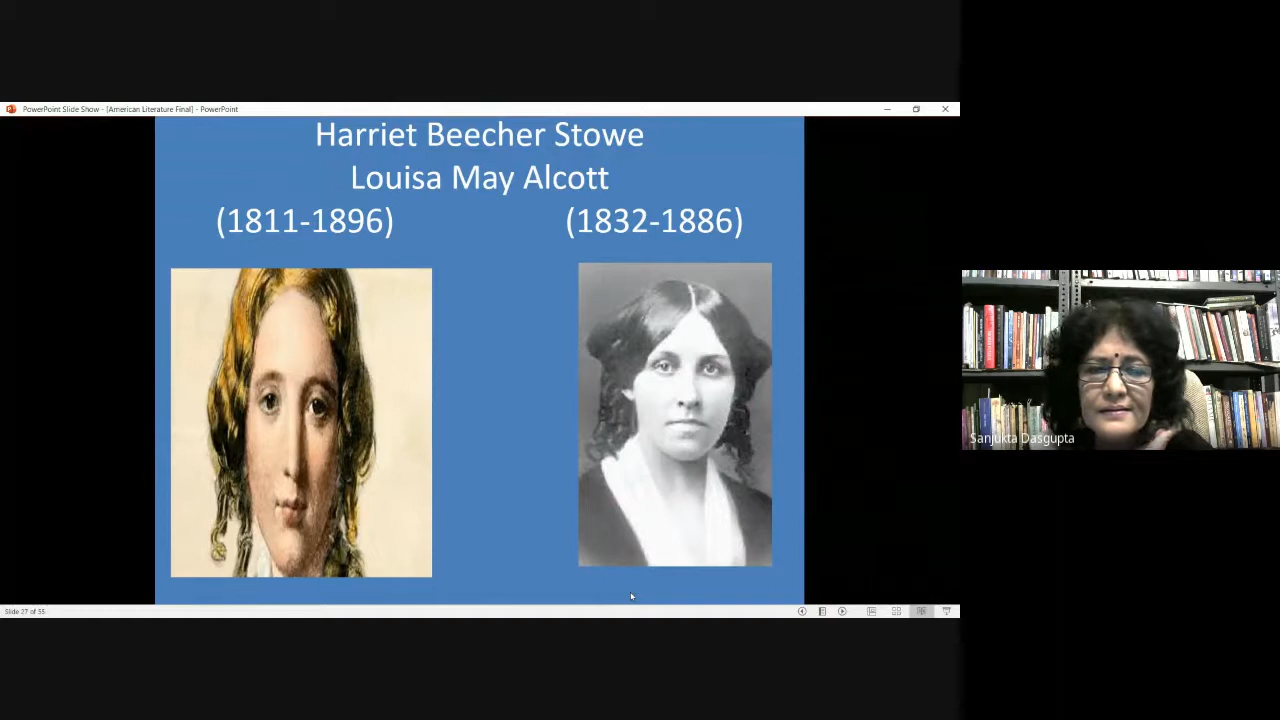 PowerPoint Slide Show - [American Literature Final] - PowerPoint
Harriet Beecher Stowe
Louisa May Alcott
(1811-1896) (1832-1886)
Sanjukta Dasgupta
Slide 27 of 55